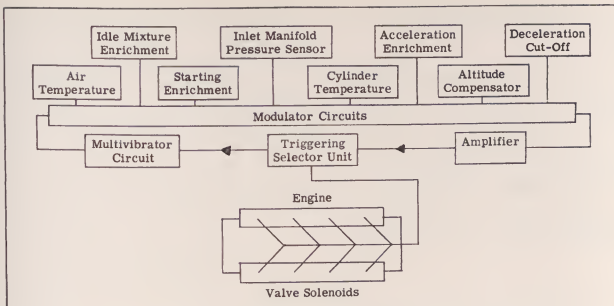 Idle Mixture
Enrichment
Inlet Manifold
Pressure Sensor
Acceleration
Enrichment
Deceleration
Cut-Off
Air
Temperature
Starting
Enrichment
Cylinder
Temperature
Altitude
Compensator
Modulator Circuits
Multivibrator
Circuit
Triggering
Selector Unit
Amplifier
Engine
Valve Solenoids